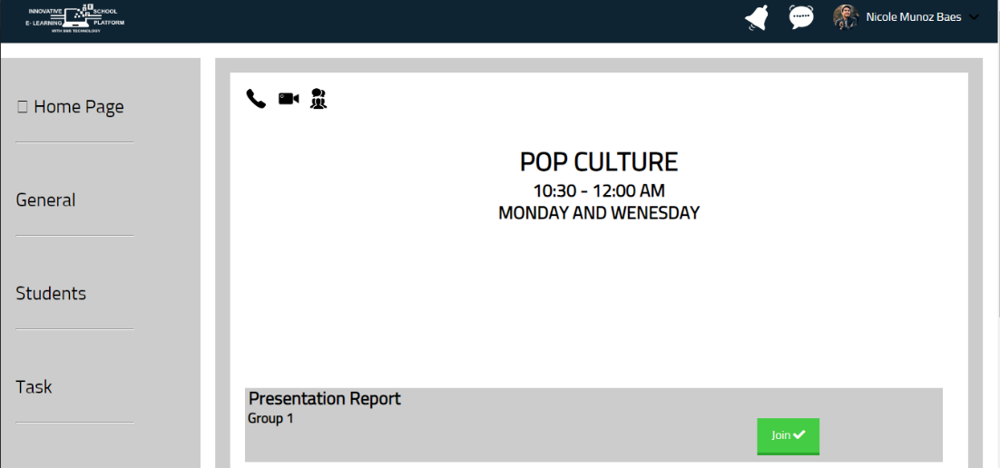 INNOVATIVE SCHOOL
E- LEARNING PLATFORM
WITH SMS TECHNOLOGY
Nicole Munoz Baes
Home Page
General
Students
Task
POP CULTURE
10:30 - 12:00 AM
MONDAY AND WENESDAY
Presentation Report
Group 1
Join